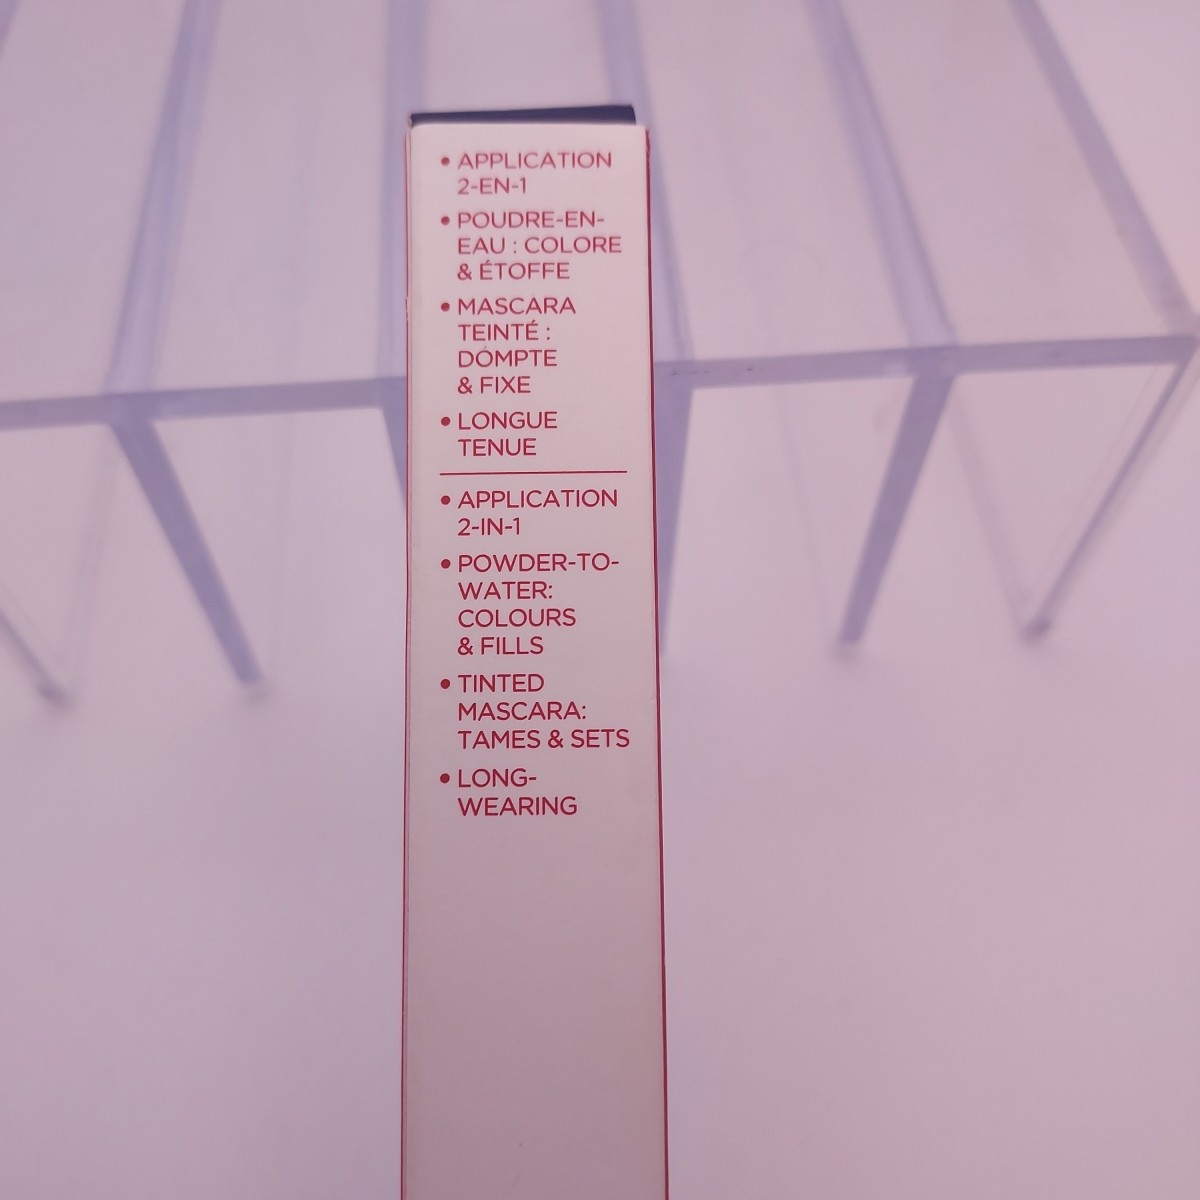 • APPLICATION
2-EN-1
• POUDRE-EN-
EAU : COLORE
& ÉTOFFE
• MASCARA
TEINTÉ :
DÓMPTE
& FIXE
• LONGUE
TENUE
• APPLICATION
2-IN-1
• POWDER-TO-
WATER:
COLOURS
& FILLS
• TINTED
MASCARA:
TAMES & SETS
• LONG-
WEARING